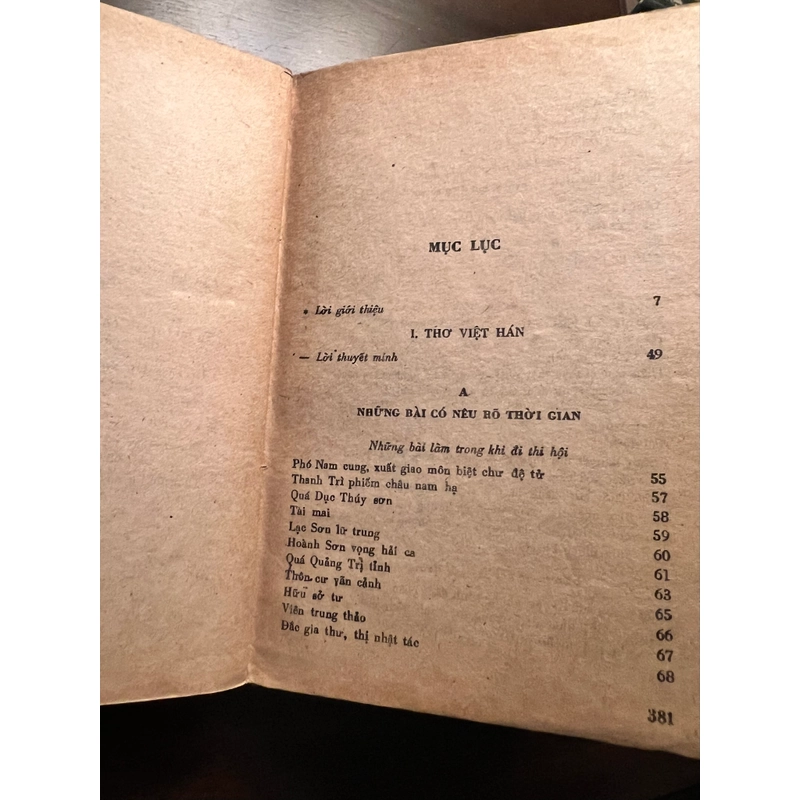 MỤC LỤC
• Lời giới thiệu 7
I. THƠ VIỆT HÁN
— Lời thuyết minh 49
A
NHỮNG BÀI CÓ NÊU RÕ THỜI GIAN
Những bài làm trong khi đi thi hội
Phó Nam cung, xuất giao môn biệt chư đệ tử 55
Thanh Trì phiếm châu nam hạ 57
Quá Dục Thúy sơn 58
Tài mai 59
Lạc Sơn lữ trung 60
Hoành Sơn vọng hải ca 61
Quá Quảng Trị tỉnh 63
Thôn cư vãn cảnh 65
Hữu sở tư 66
Viên trung thảo 67
Đắc gia thư, thị nhật tác 68
381